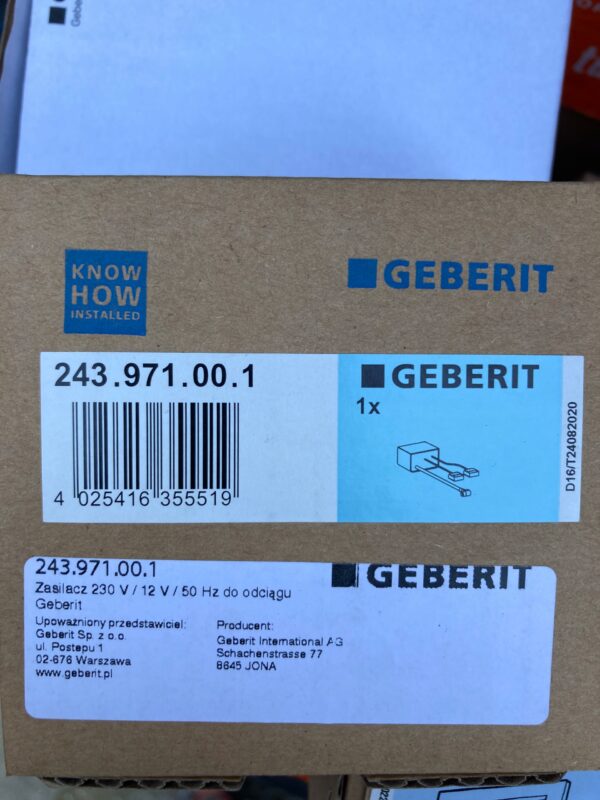 KNOW
HOW
INSTALLED
GEBERIT
243.971.00.1
GEBERIT
1x
4 025416 355519
D16/T24082020
243.971.00.1
GEBERIT
Zasilacz 230 V / 12 V / 50 Hz do odciągu
Geberit
Upoważniony przedstawiciel:
Geberit Sp. z o.o.
ul. Postępu 1
02-676 Warszawa
www.geberit.pl
Producent:
Geberit International AG
Schachenstrasse 77
8645 JONA